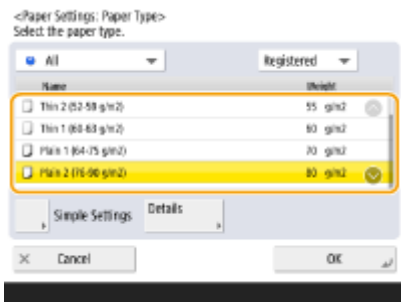 <Paper Settings: Paper Type>
Select the paper type.
All Registered
Name Weight
Thin 2 (52-59 g/m2) 55 g/m2
Thin 1 (60-63 g/m2) 60 g/m2
Plain 1 (64-75 g/m2) 70 g/m2
Plain 2 (76-90 g/m2) 80 g/m2
Simple Settings Details
Cancel OK